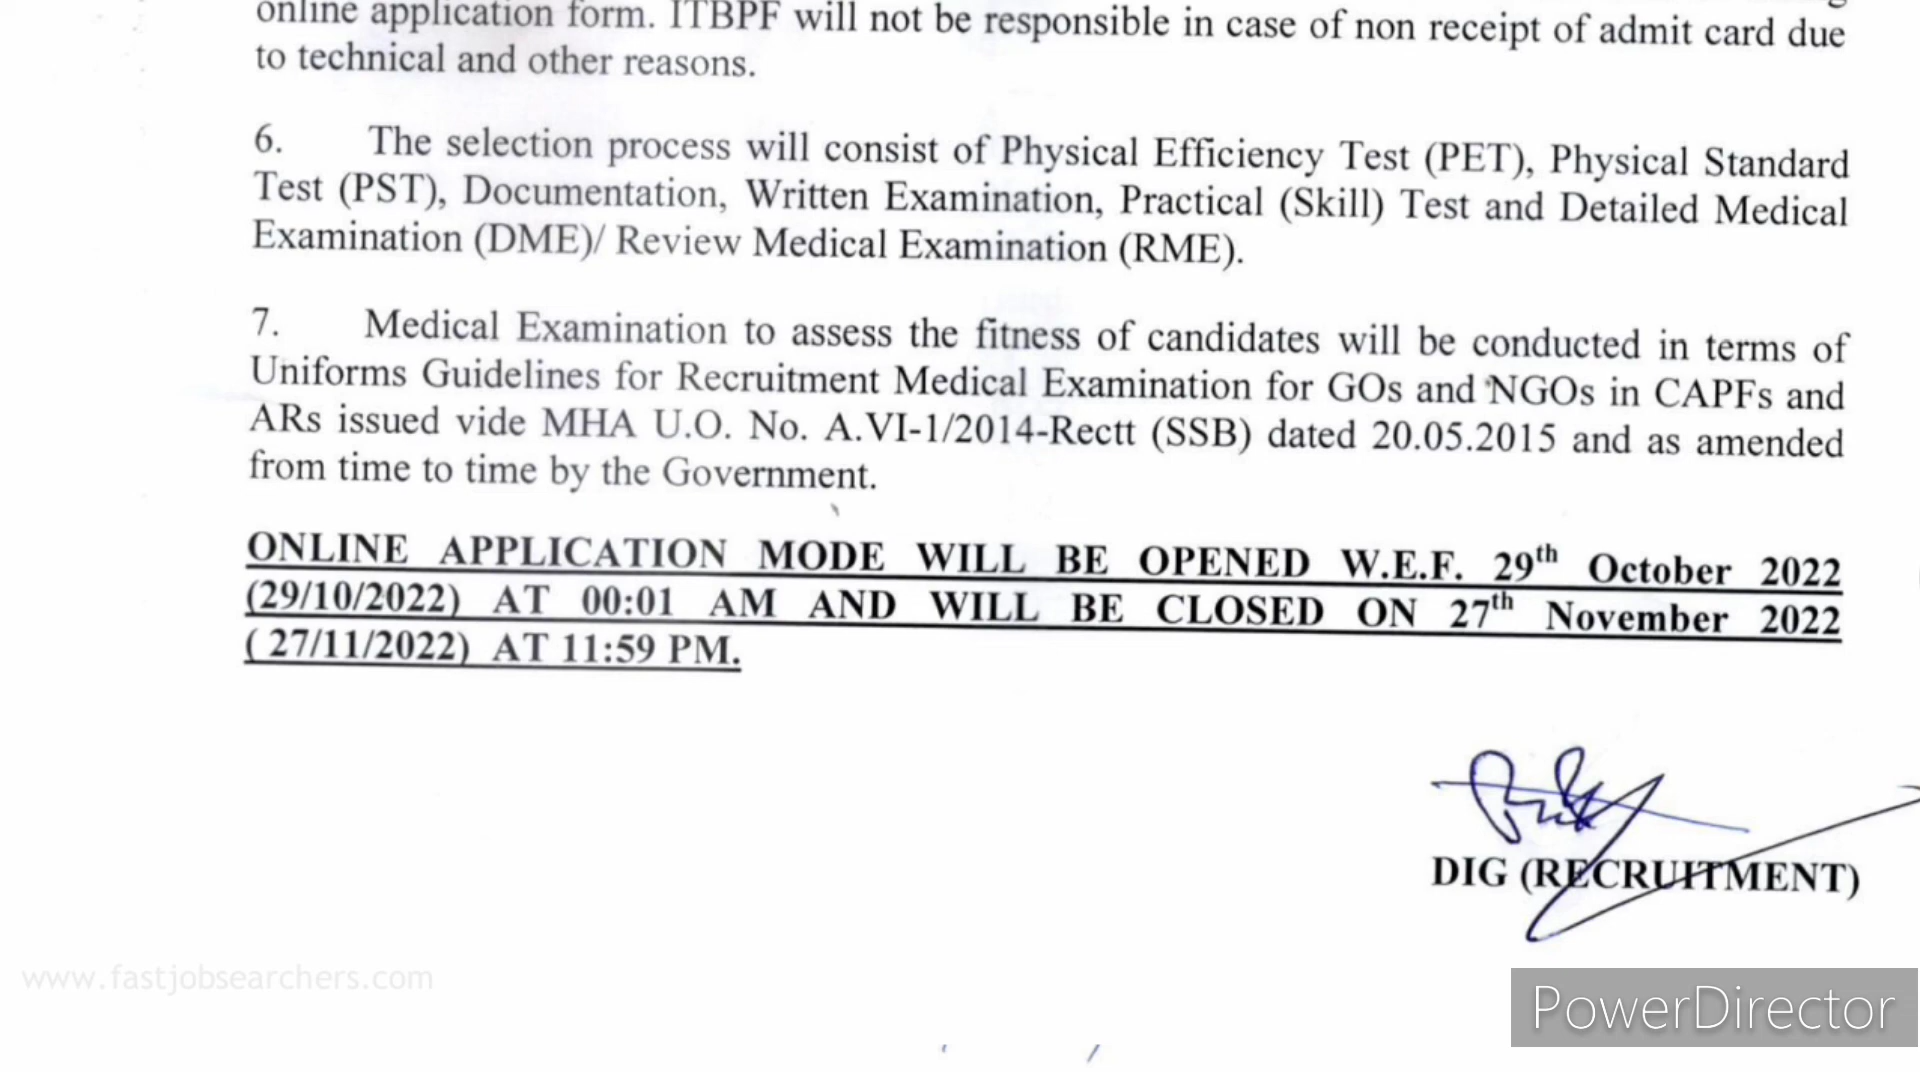 online application form. ITBPF will not be responsible in case of non receipt of admit card due
to technical and other reasons.
6. The selection process will consist of Physical Efficiency Test (PET), Physical Standard
Test (PST), Documentation, Written Examination, Practical (Skill) Test and Detailed Medical
Examination (DME)/ Review Medical Examination (RME).
7. Medical Examination to assess the fitness of candidates will be conducted in terms of
Uniforms Guidelines for Recruitment Medical Examination for GOs and NGOs in CAPFs and
ARs issued vide MHA U.O. No. A.VI-1/2014-Rectt (SSB) dated 20.05.2015 and as amended
from time to time by the Government.
ONLINE APPLICATION MODE WILL BE OPENED W.E.F. 29th October 2022
(29/10/2022) AT 00:01 AM AND WILL BE CLOSED ON 27th November 2022
( 27/11/2022) AT 11:59 PM.
DIG (RECRUITMENT)
www.fastjobsearchers.com
PowerDirector